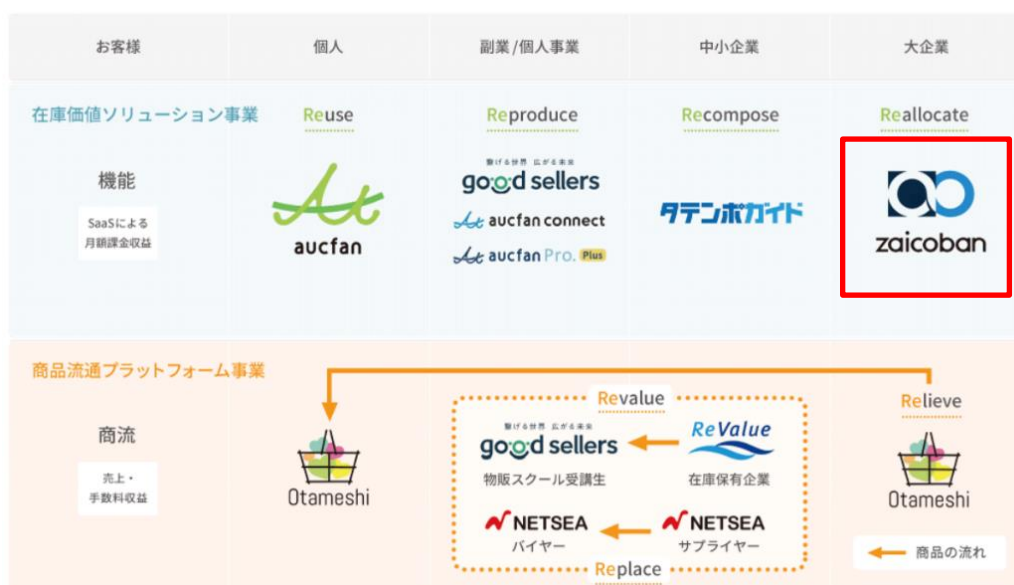 お客様
個人
副業/個人事業
中小企業
大企業
在庫価値ソリューション事業
Reuse
Reproduce
Recompose
Reallocate
機能
SaaSによる
月額課金収益
aucfan
繋げる世界 広がる未来
good sellers
aucfan connect
aucfan Pro. Plus
タテンポガイド
zaicoban
商品流通プラットフォーム事業
商流
売上・
手数料収益
Otameshi
Revalue
繋げる世界 広がる未来
good sellers
物販スクール受講生
ReValue
在庫保有企業
NETSEA
バイヤー
NETSEA
サプライヤー
Replace
Relieve
Otameshi
商品の流れ